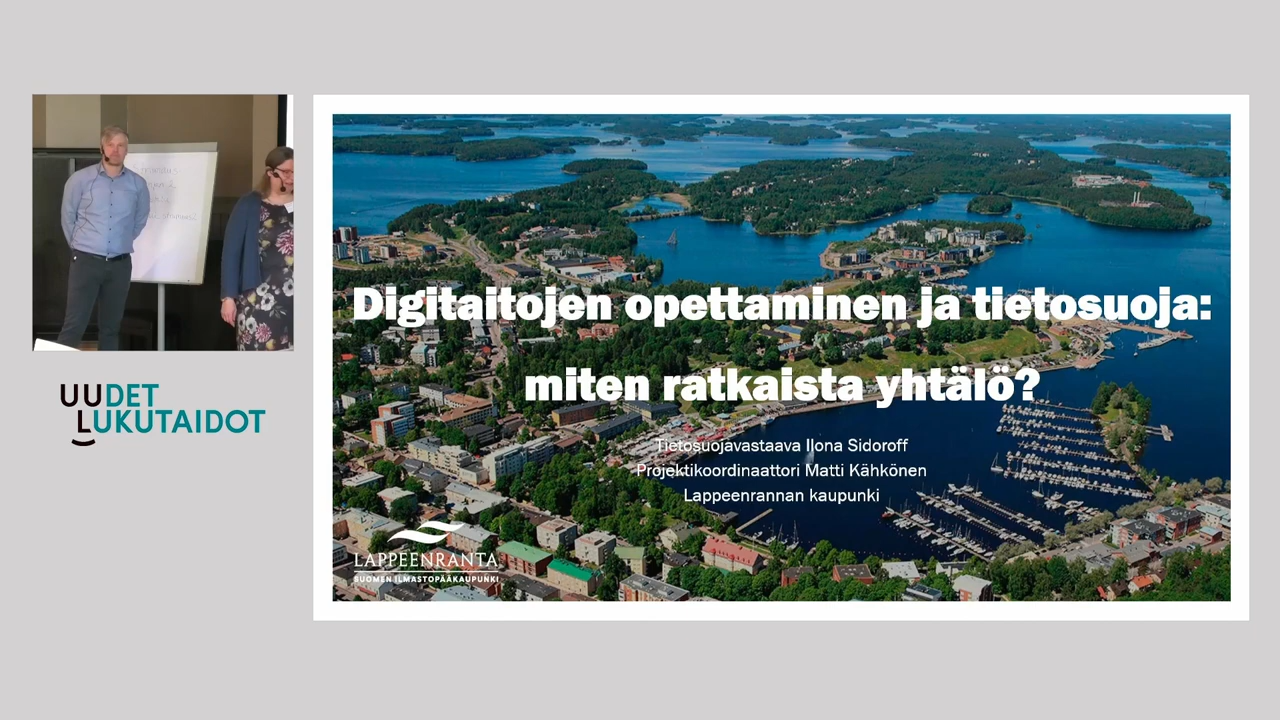 UUDET
LUKUTAIDOT
Digitaitojen opettaminen ja tietosuoja:
miten ratkaista yhtälö?
Tietosuojavastaava Ilona Sidoroff
Projektikoordinaattori Matti Kähkönen
Lappeenrannan kaupunki
LAPPEENRANTA
SUOMEN ILMASTOPÄÄKAUPUNKI